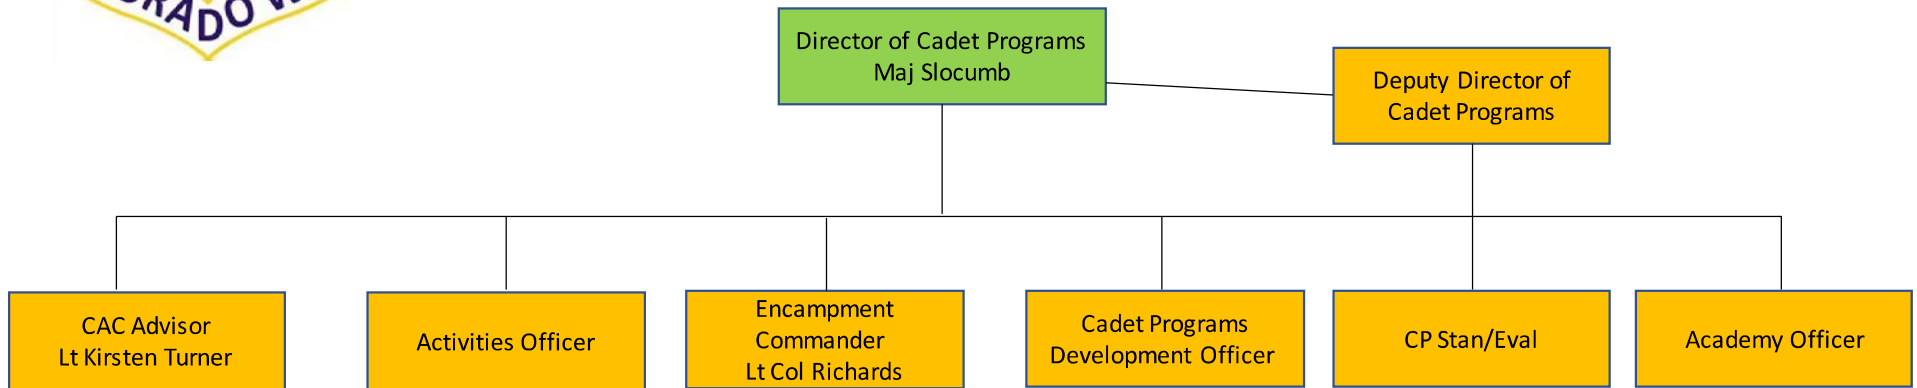 Director of Cadet Programs
Maj Slocumb
Deputy Director of
Cadet Programs
CAC Advisor
Lt Kirsten Turner
Activities Officer
Encampment
Commander
Lt Col Richards
Cadet Programs
Development Officer
CP Stan/Eval
Academy Officer